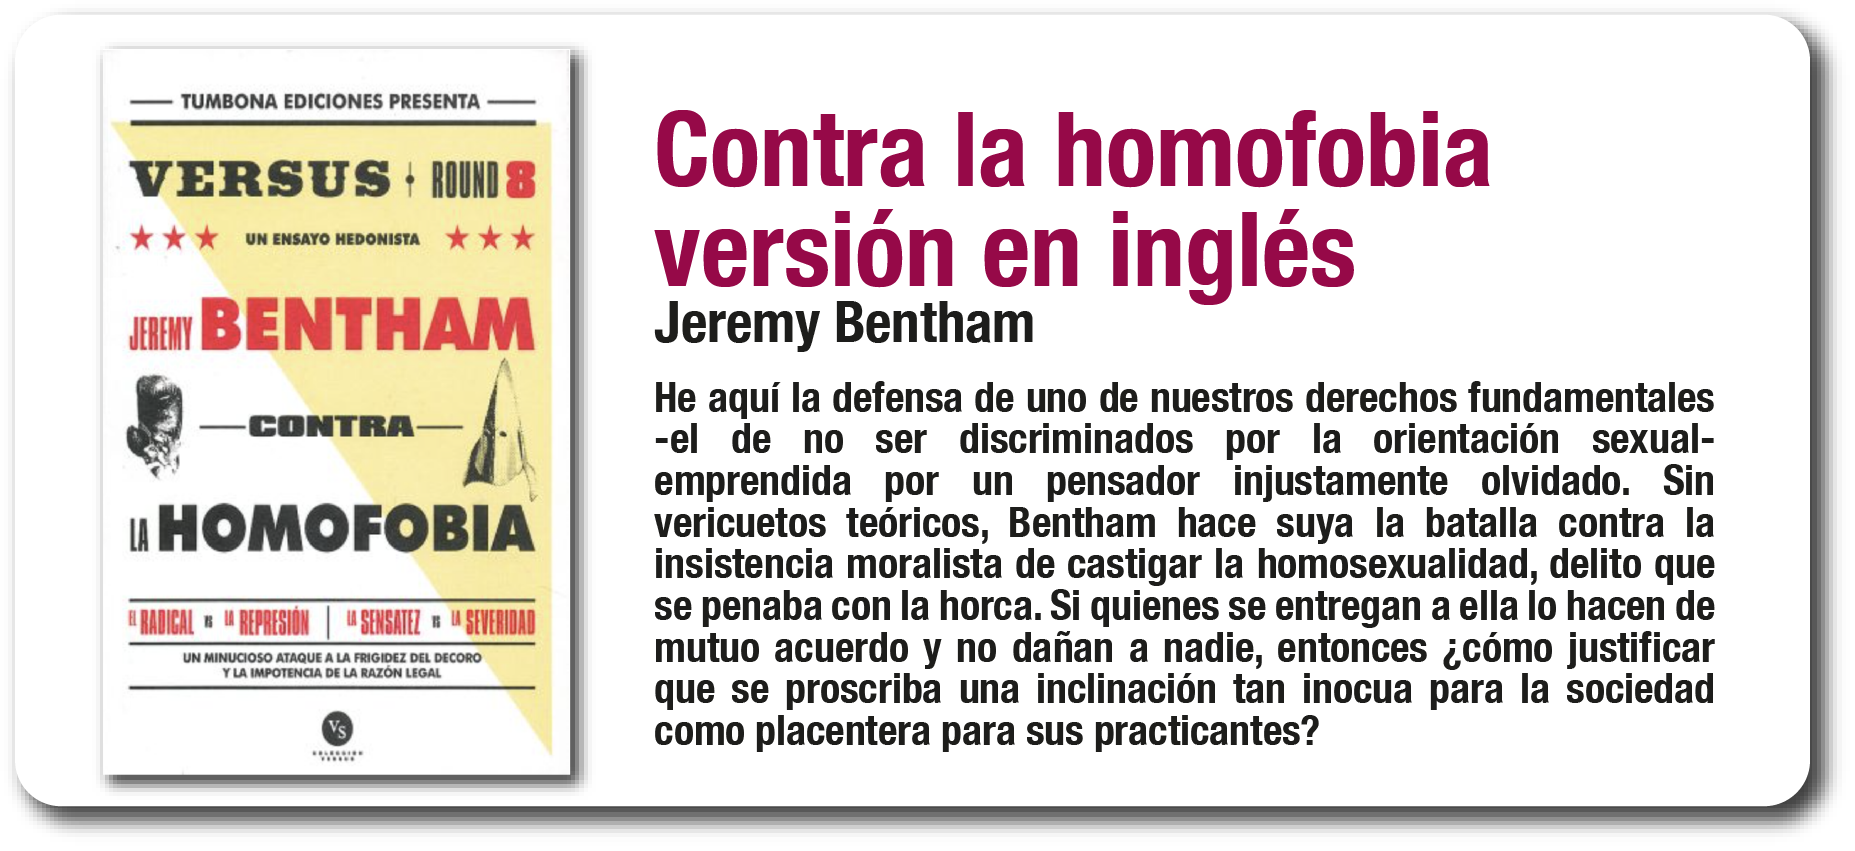 TUMBONA EDICIONES PRESENTA
VERSUS ROUND 8
UN ENSAYO HEDONISTA
JEREMY BENTHAM
CONTRA
LA HOMOFOBIA
EL RADICAL VS LA REPRESIÓN | LA SENSATEZ VS LA SEVERIDAD
UN MINUCIOSO ATAQUE A LA FRIGIDEZ DEL DECORO
Y LA IMPOTENCIA DE LA RAZÓN LEGAL
VS
COLECCIÓN
VERSUS
Contra la homofobia
versión en inglés
Jeremy Bentham
He aquí la defensa de uno de nuestros derechos fundamentales
-el de no ser discriminados por la orientación sexual-
emprendida por un pensador injustamente olvidado. Sin
vericuetos teóricos, Bentham hace suya la batalla contra la
insistencia moralista de castigar la homosexualidad, delito que
se penaba con la horca. Si quienes se entregan a ella lo hacen de
mutuo acuerdo y no dañan a nadie, entonces ¿cómo justificar
que se proscriba una inclinación tan inocua para la sociedad
como placentera para sus practicantes?